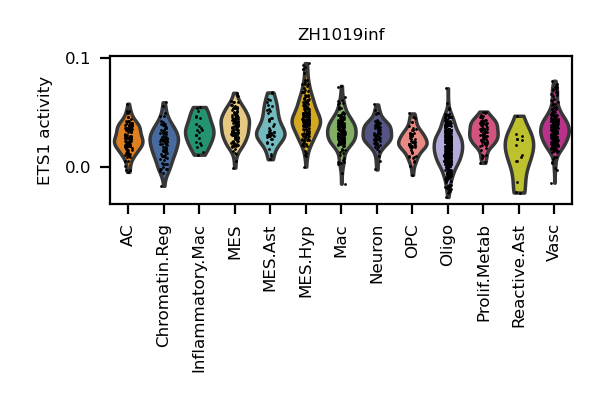 ZH1019inf
ETS1 activity
0.1
0.0
AC
Chromatin.Reg
Inflammatory.Mac
MES
MES.Ast
MES.Hyp
Mac
Neuron
OPC
Oligo
Prolif.Metab
Reactive.Ast
Vasc